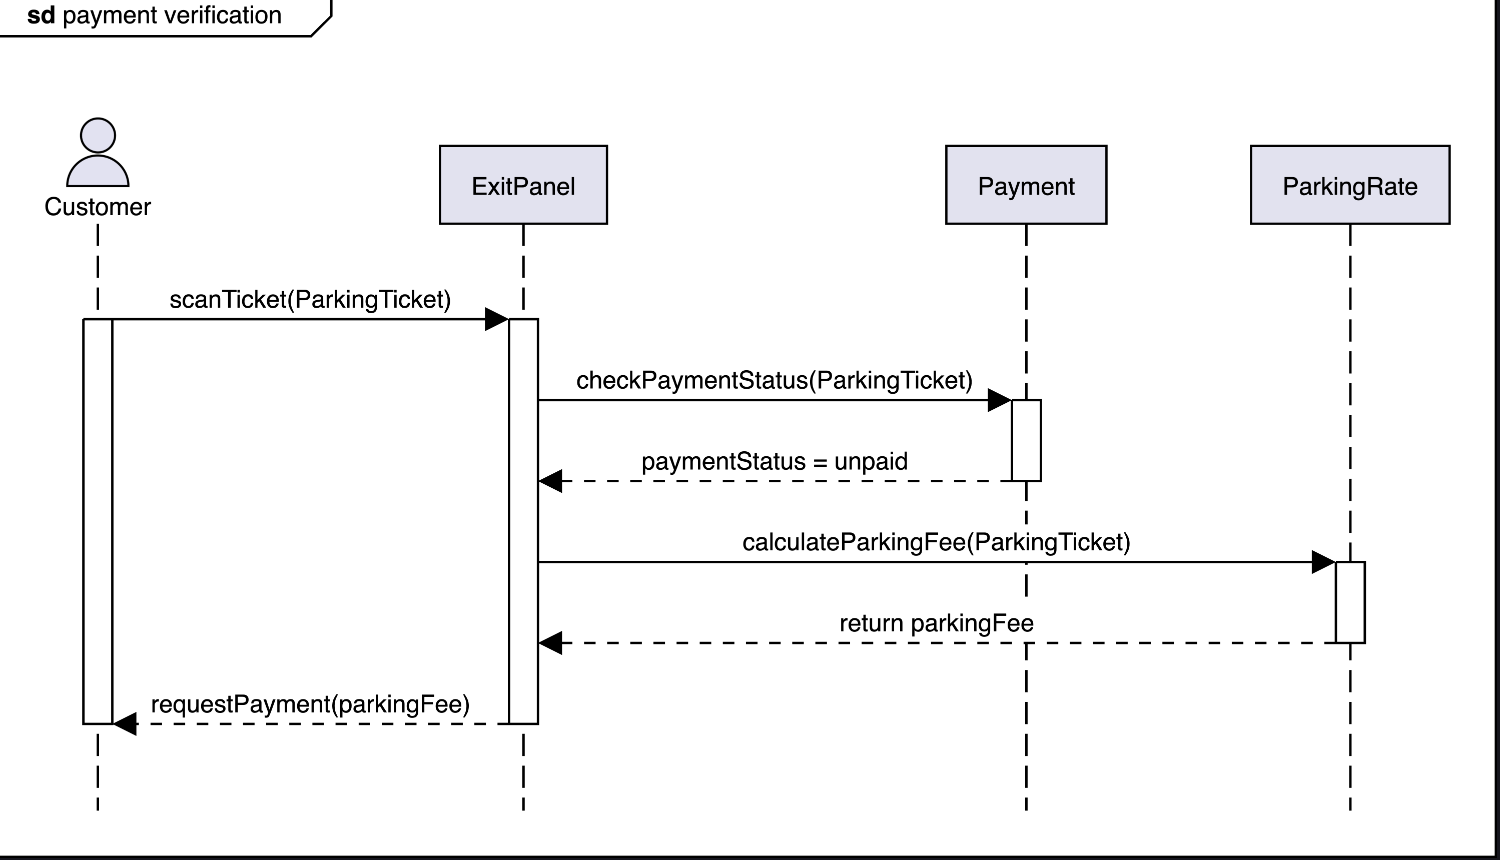 sd payment verification
Customer
ExitPanel
Payment
ParkingRate
scanTicket(ParkingTicket)
checkPaymentStatus(ParkingTicket)
paymentStatus = unpaid
calculateParkingFee(ParkingTicket)
return parkingFee
requestPayment(parkingFee)